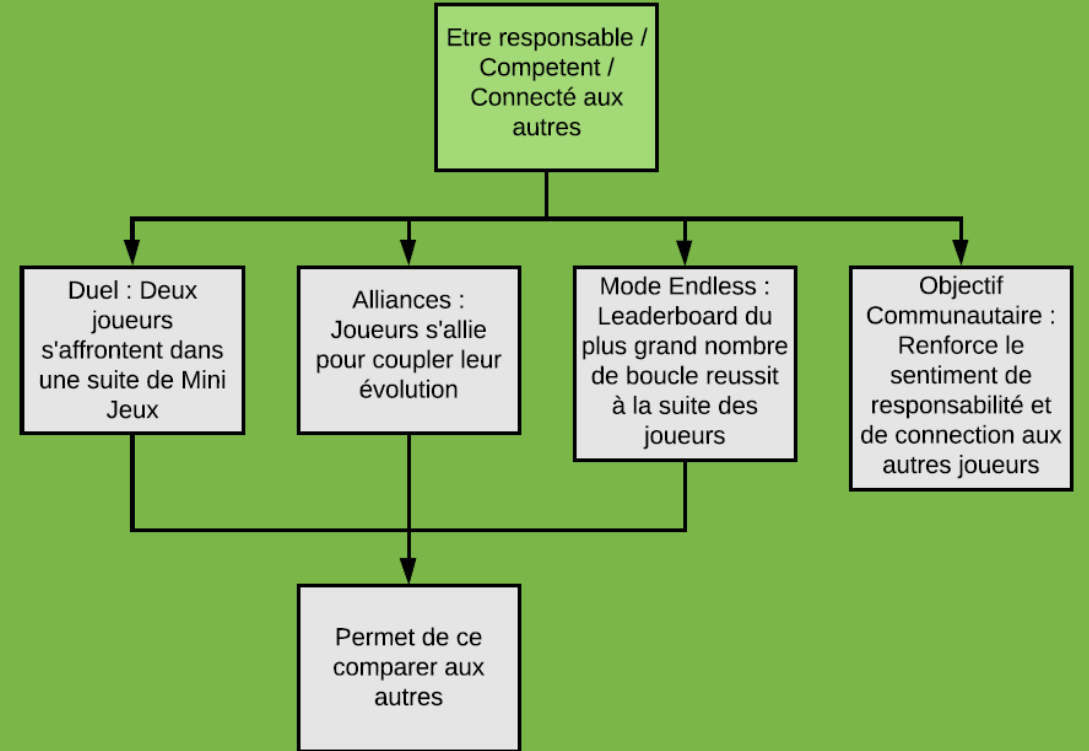 Etre responsable /
Competent /
Connecté aux
autres
Duel : Deux
joueurs
s'affrontent dans
une suite de Mini
Jeux
Alliances :
Joueurs s'allie
pour coupler leur
évolution
Mode Endless :
Leaderboard du
plus grand nombre
de boucle reussit
à la suite des
joueurs
Objectif
Communautaire :
Renforce le
sentiment de
responsabilité et
de connection aux
autres joueurs
Permet de ce
comparer aux
autres